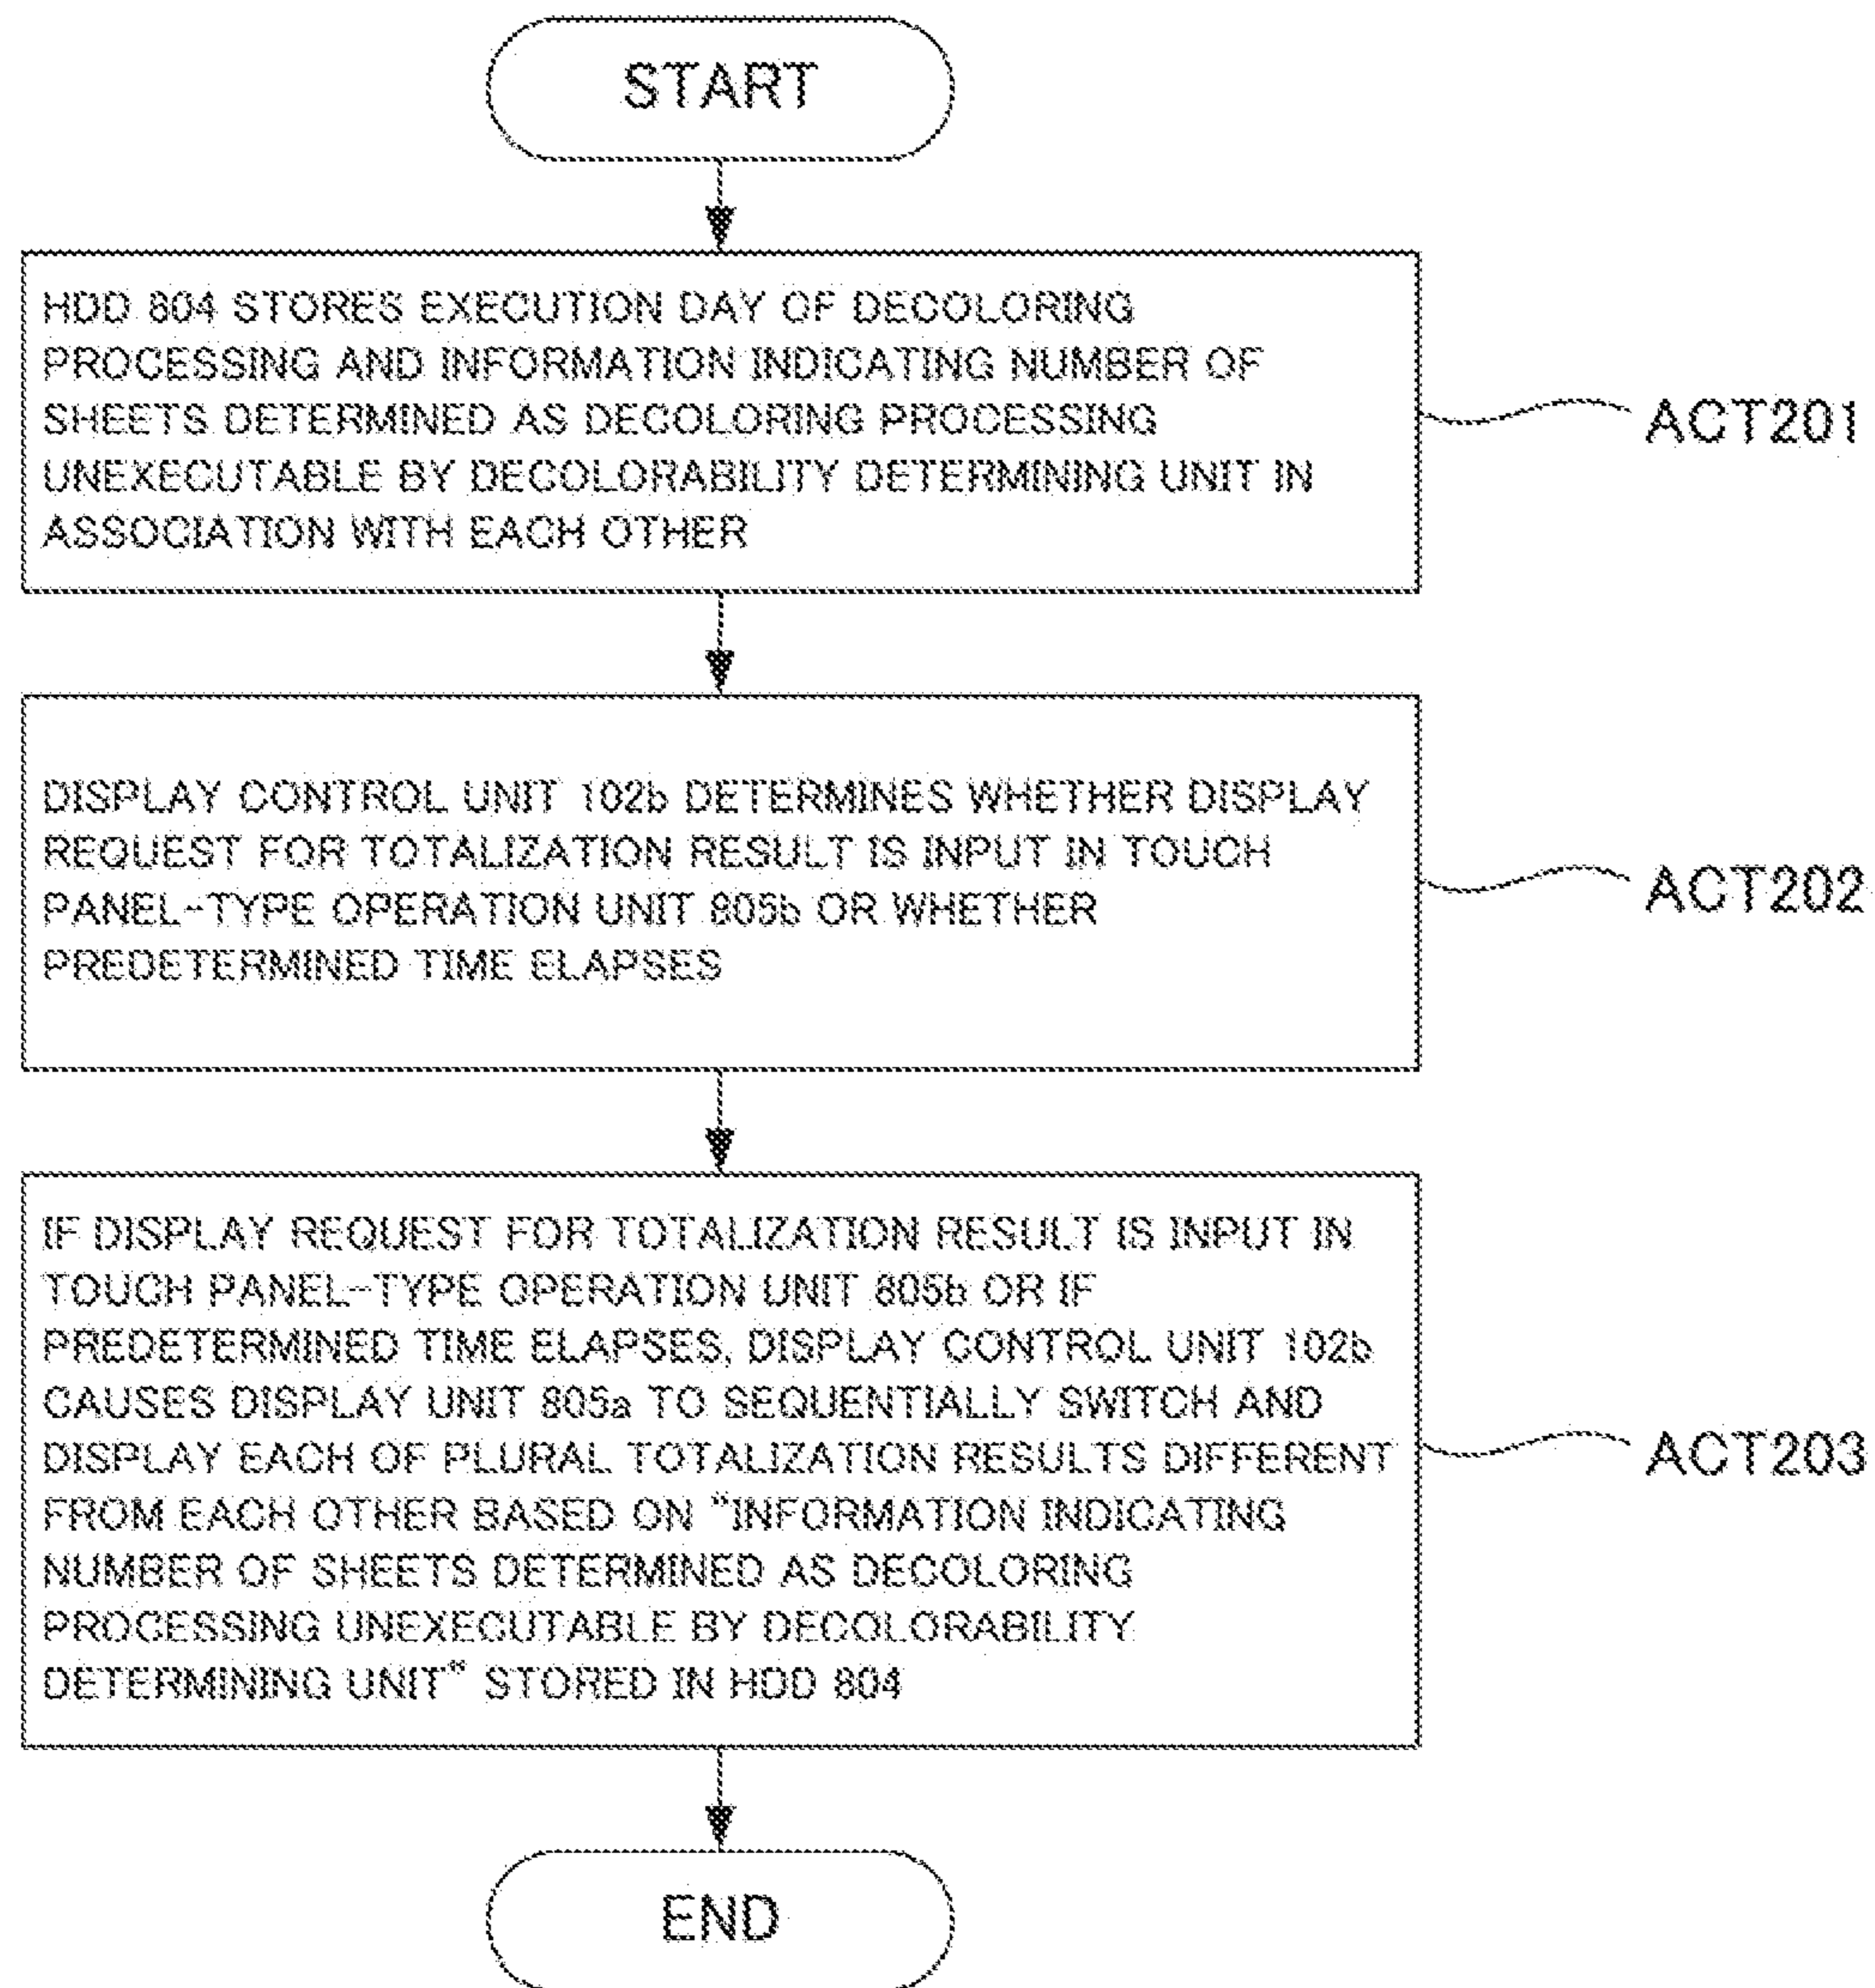 START
HDD 804 STORES EXECUTION DAY OF DECOLORING
PROCESSING AND INFORMATION INDICATING NUMBER OF
SHEETS DETERMINED AS DECOLORING PROCESSING
UNEXECUTABLE BY DECOLORABILITY DETERMINING UNIT IN
ASSOCIATION WITH EACH OTHER
ACT201
DISPLAY CONTROL UNIT 102b DETERMINES WHETHER DISPLAY
REQUEST FOR TOTALIZATION RESULT IS INPUT IN TOUCH
PANEL-TYPE OPERATION UNIT 805b OR WHETHER
PREDETERMINED TIME ELAPSES
ACT202
IF DISPLAY REQUEST FOR TOTALIZATION RESULT IS INPUT IN
TOUCH PANEL-TYPE OPERATION UNIT 805b OR IF
PREDETERMINED TIME ELAPSES, DISPLAY CONTROL UNIT 102b
CAUSES DISPLAY UNIT 805a TO SEQUENTIALLY SWITCH AND
DISPLAY EACH OF PLURAL TOTALIZATION RESULTS DIFFERENT
FROM EACH OTHER BASED ON "INFORMATION INDICATING
NUMBER OF SHEETS DETERMINED AS DECOLORING
PROCESSING UNEXECUTABLE BY DECOLORABILITY
DETERMINING UNIT" STORED IN HDD 804
ACT203
END